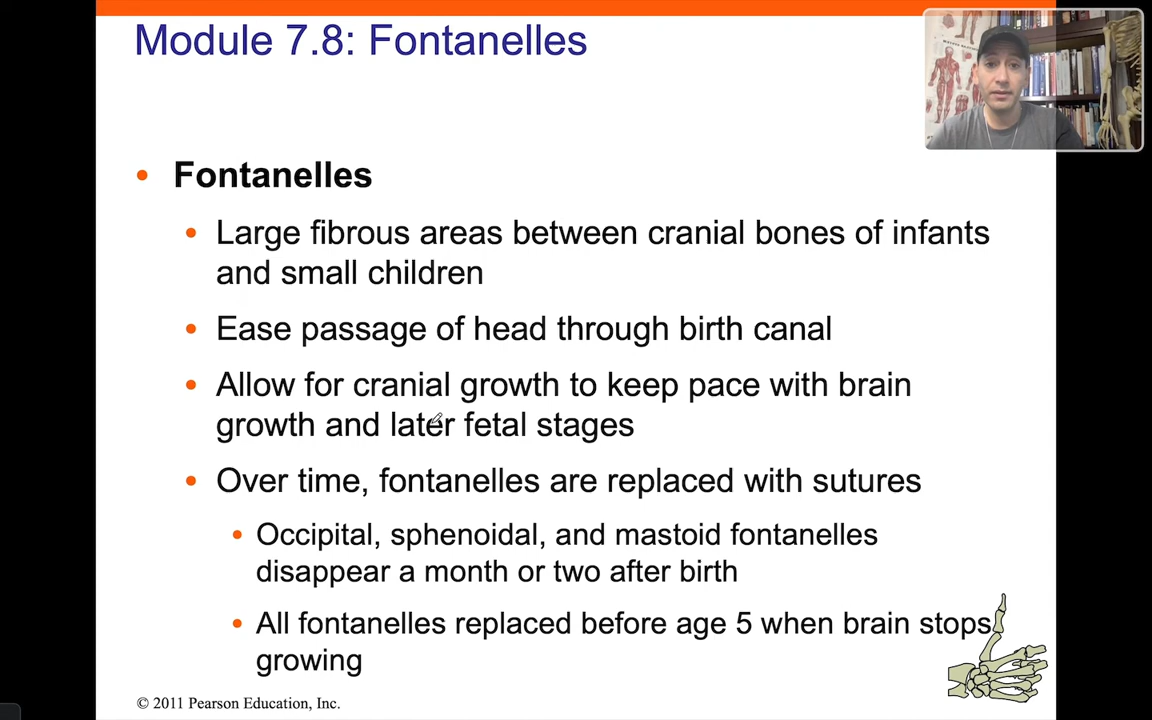 Module 7.8: Fontanelles
• Fontanelles
• Large fibrous areas between cranial bones of infants
and small children
• Ease passage of head through birth canal
• Allow for cranial growth to keep pace with brain
growth and later fetal stages
• Over time, fontanelles are replaced with sutures
• Occipital, sphenoidal, and mastoid fontanelles
disappear a month or two after birth
• All fontanelles replaced before age 5 when brain stops
growing
© 2011 Pearson Education, Inc.